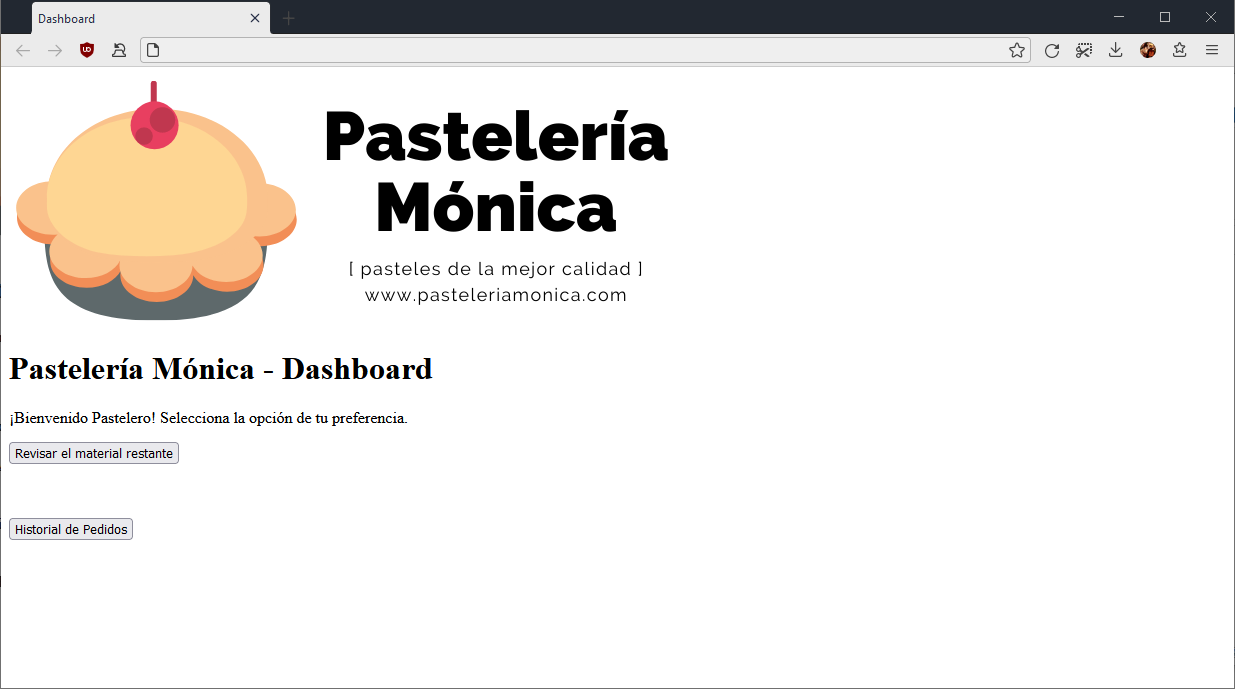 Dashboard
Pastelería
Mónica
[ pasteles de la mejor calidad ]
www.pasteleriamonica.com
Pastelería Mónica - Dashboard
¡Bienvenido Pastelero! Selecciona la opción de tu preferencia.
Revisar el material restante
Historial de Pedidos